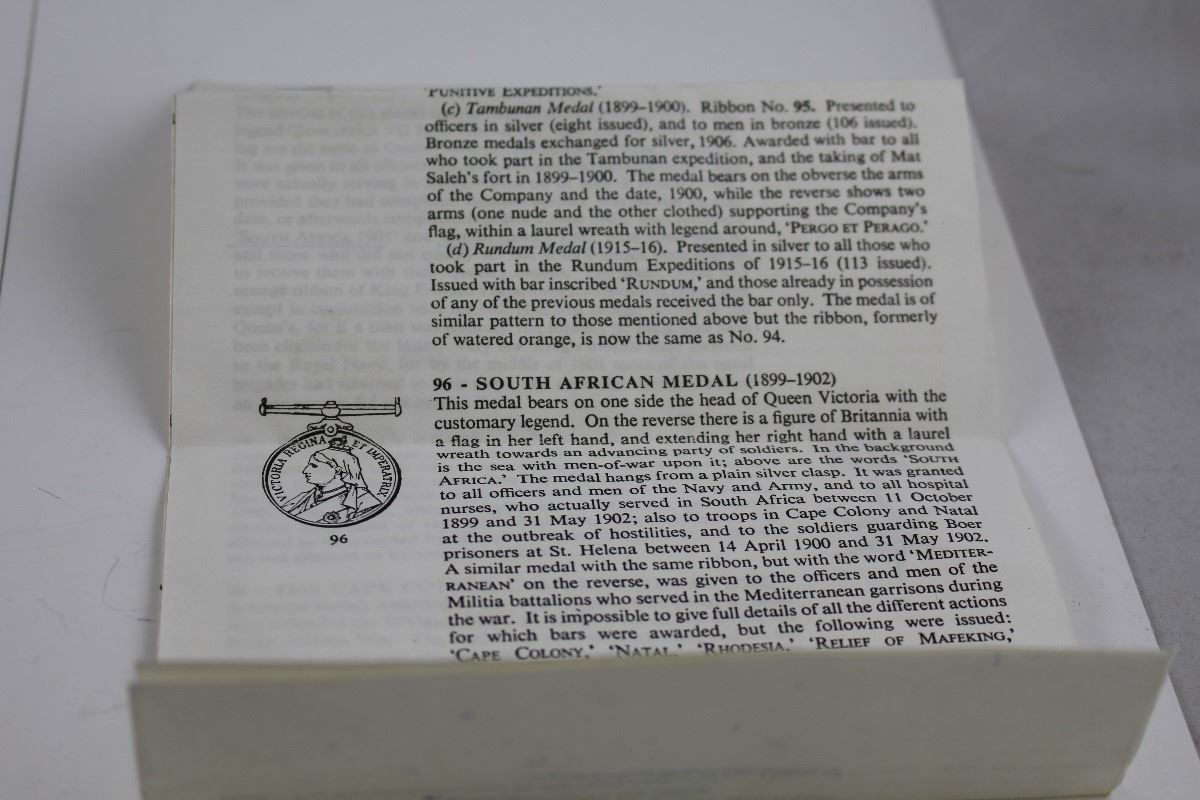 'PUNITIVE EXPEDITIONS.'
(c) Tambunan Medal (1899–1900). Ribbon No. 95. Presented to
officers in silver (eight issued), and to men in bronze (106 issued).
Bronze medals exchanged for silver, 1906. Awarded with bar to all
who took part in the Tambunan expedition, and the taking of Mat
Saleh's fort in 1899–1900. The medal bears on the obverse the arms
of the Company and the date, 1900, while the reverse shows two
arms (one nude and the other clothed) supporting the Company's
flag, within a laurel wreath with legend around, 'PERGO ET PERAGO.'
(d) Rundum Medal (1915–16). Presented in silver to all those who
took part in the Rundum Expeditions of 1915–16 (113 issued).
Issued with bar inscribed 'RUNDUM,' and those already in possession
of any of the previous medals received the bar only. The medal is of
similar pattern to those mentioned above but the ribbon, formerly
of watered orange, is now the same as No. 94.
96 - SOUTH AFRICAN MEDAL (1899–1902)
This medal bears on one side the head of Queen Victoria with the
customary legend. On the reverse there is a figure of Britannia with
a flag in her left hand, and extending her right hand with a laurel
wreath towards an advancing party of soldiers. In the background
is the sea with men-of-war upon it; above are the words 'SOUTH
AFRICA.' The medal hangs from a plain silver clasp. It was granted
to all officers and men of the Navy and Army, and to all hospital
nurses, who actually served in South Africa between 11 October
1899 and 31 May 1902; also to troops in Cape Colony and Natal
at the outbreak of hostilities, and to the soldiers guarding Boer
prisoners at St. Helena between 14 April 1900 and 31 May 1902.
A similar medal with the same ribbon, but with the word 'MEDITER-
RANEAN' on the reverse, was given to the officers and men of the
Militia battalions who served in the Mediterranean garrisons during
the war. It is impossible to give full details of all the different actions
for which bars were awarded, but the following were issued:
'CAPE COLONY,' 'NATAL,' 'RHODESIA,' 'RELIEF OF MAFEKING,'
VICTORIA REGINA ET IMPERATRIX
96